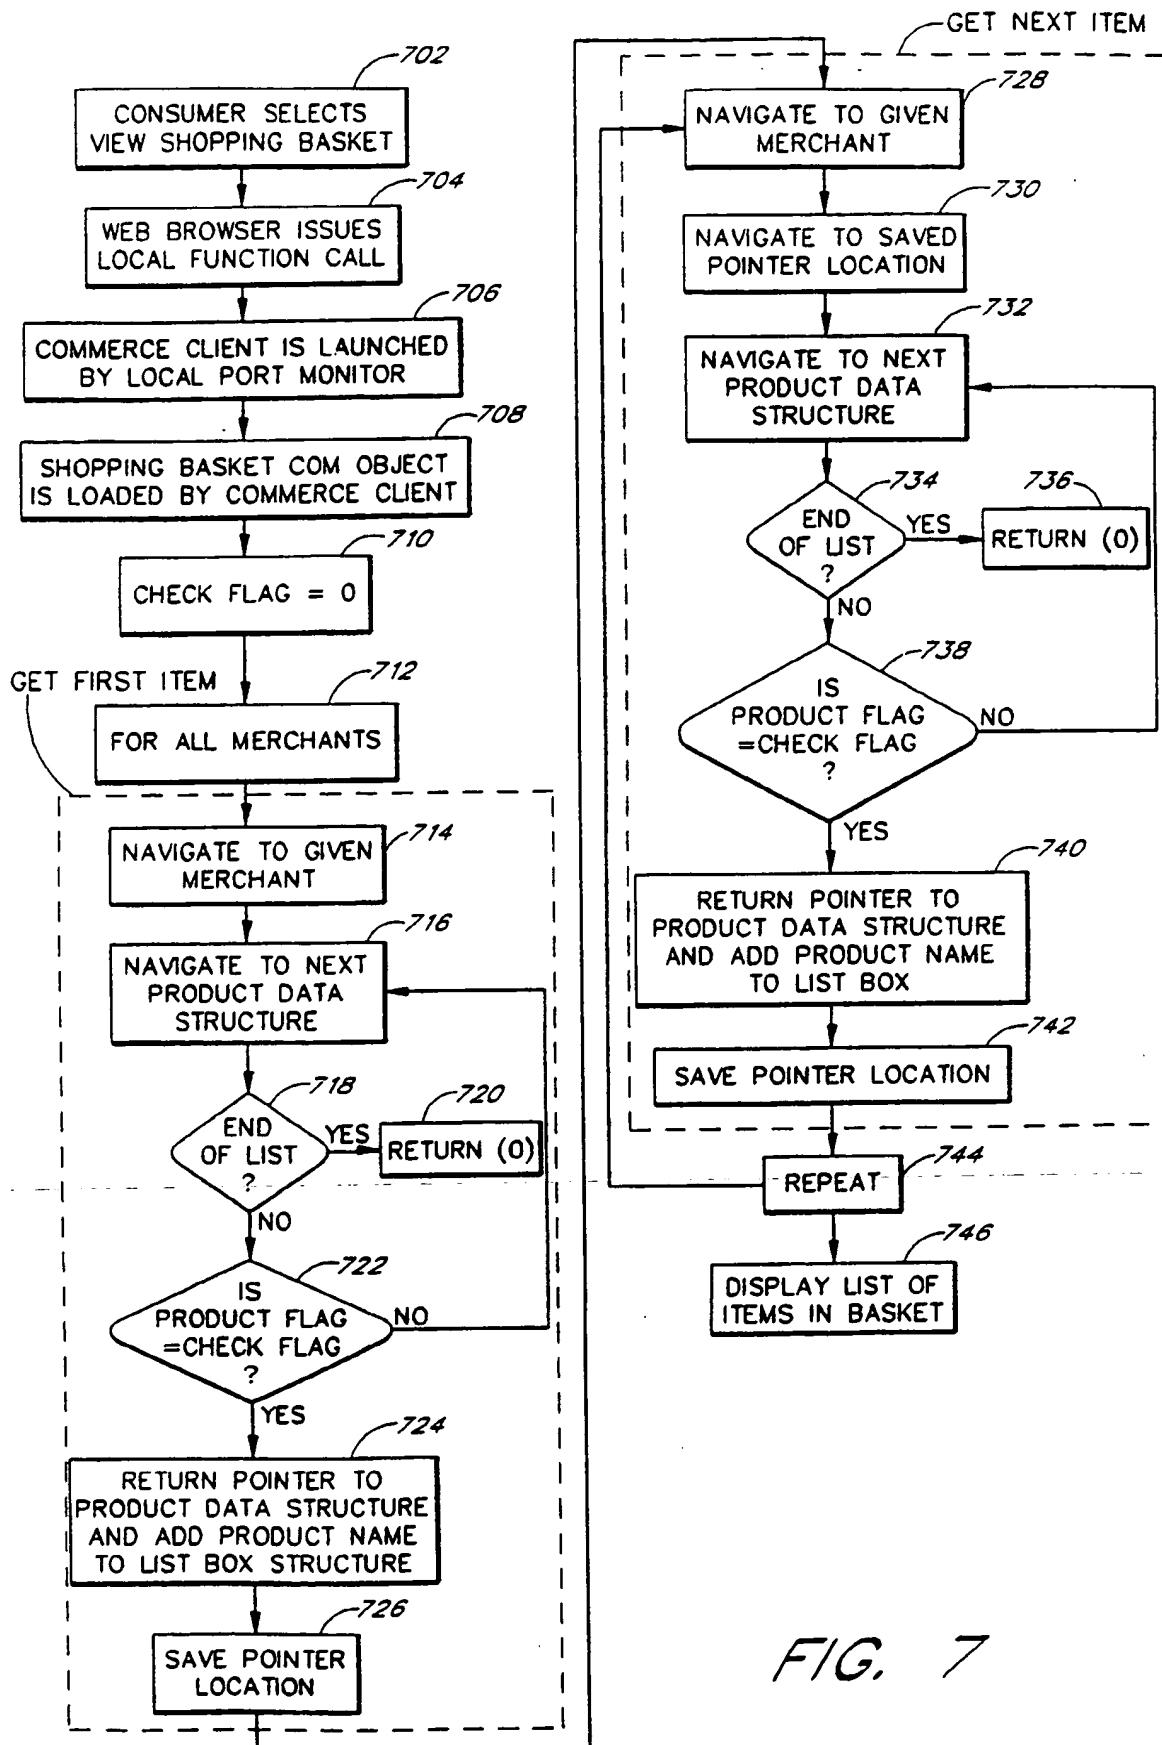 702
CONSUMER SELECTS
VIEW SHOPPING BASKET
704
WEB BROWSER ISSUES
LOCAL FUNCTION CALL
706
COMMERCE CLIENT IS LAUNCHED
BY LOCAL PORT MONITOR
708
SHOPPING BASKET COM OBJECT
IS LOADED BY COMMERCE CLIENT
710
CHECK FLAG = 0
GET FIRST ITEM
712
FOR ALL MERCHANTS
714
NAVIGATE TO GIVEN
MERCHANT
716
NAVIGATE TO NEXT
PRODUCT DATA
STRUCTURE
718
END
OF LIST
?
YES
720
RETURN (0)
NO
722
IS
PRODUCT FLAG
=CHECK FLAG
?
NO
YES
724
RETURN POINTER TO
PRODUCT DATA STRUCTURE
AND ADD PRODUCT NAME
TO LIST BOX STRUCTURE
726
SAVE POINTER
LOCATION
GET NEXT ITEM
728
NAVIGATE TO GIVEN
MERCHANT
730
NAVIGATE TO SAVED
POINTER LOCATION
732
NAVIGATE TO NEXT
PRODUCT DATA
STRUCTURE
734
END
OF LIST
?
YES
736
RETURN (0)
NO
738
IS
PRODUCT FLAG
=CHECK FLAG
?
NO
YES
740
RETURN POINTER TO
PRODUCT DATA STRUCTURE
AND ADD PRODUCT NAME
TO LIST BOX
742
SAVE POINTER LOCATION
744
REPEAT
746
DISPLAY LIST OF
ITEMS IN BASKET
FIG. 7